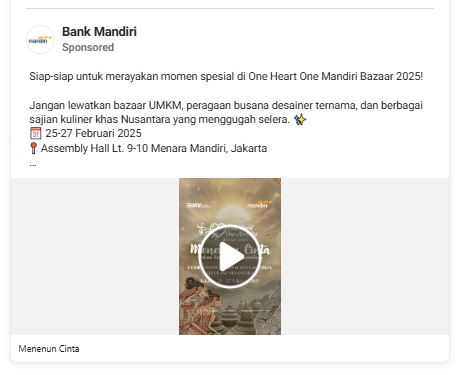 Bank Mandiri
Sponsored
mandiri
Siap-siap untuk merayakan momen spesial di One Heart One Mandiri Bazaar 2025!
Jangan lewatkan bazaar UMKM, peragaan busana desainer ternama, dan berbagai
sajian kuliner khas Nusantara yang menggugah selera. ✨
📅 25-27 Februari 2025
📍 Assembly Hall Lt. 9-10 Menara Mandiri, Jakarta
...
BUMN mandiri
Menenun Cinta
Menenun Cinta